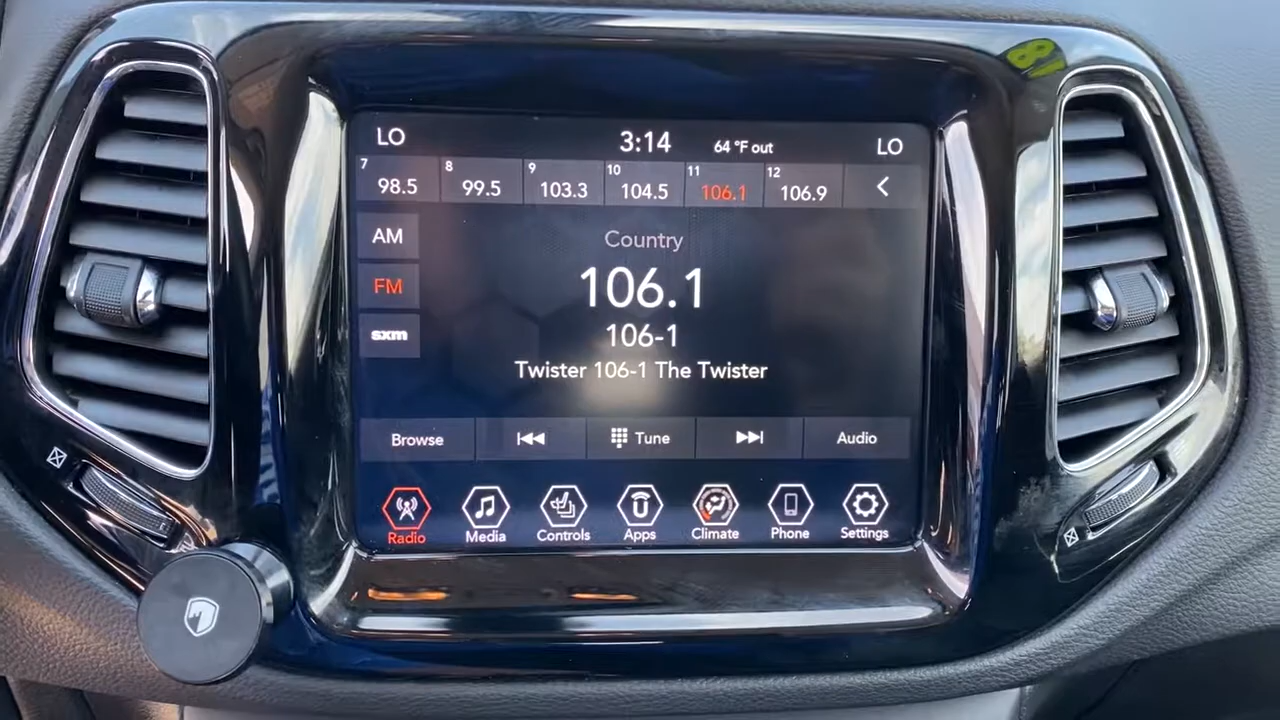 LO 3:14 64 °F out LO
7 98.5 8 99.5 9 103.3 10 104.5 11 106.1 12 106.9
AM
FM
sxm
Country
106.1
106-1
Twister 106-1 The Twister
Browse Tune Audio
Radio Media Controls Apps Climate Phone Settings